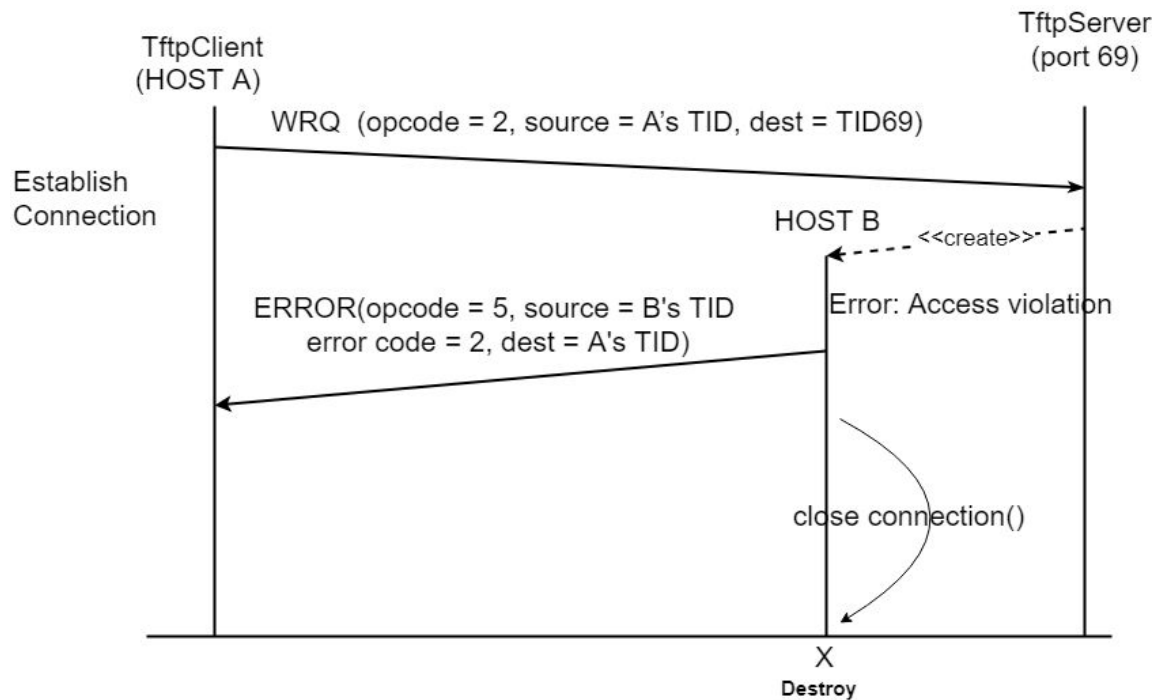 TftpServer
(port 69)
TftpClient
(HOST A)
WRQ (opcode = 2, source = A’s TID, dest = TID69)
Establish
Connection
HOST B
<<create>>
ERROR(opcode = 5, source = B's TID
error code = 2, dest = A's TID)
Error: Access violation
close connection()
X
Destroy